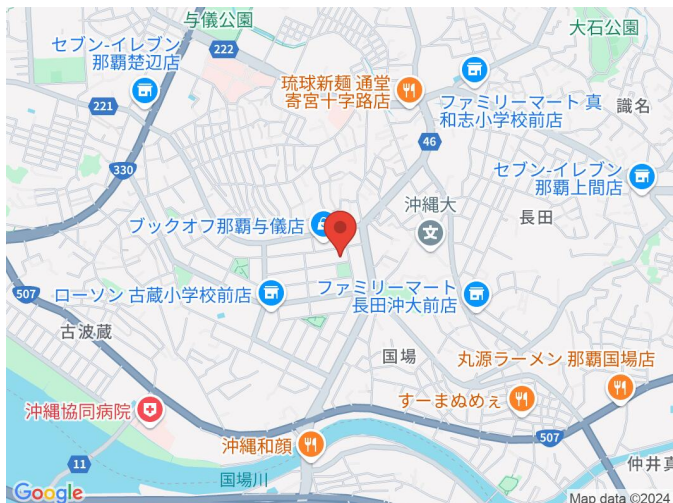 与儀公園
大石公園
セブン-イレブン
那覇楚辺店
222
琉球新麺 通堂
寄宮十字路店
ファミリーマート 真
和志小学校前店
識名
221
46
330
セブン-イレブン
那覇上間店
沖縄大
長田
文
ブックオフ那覇与儀店
507
ローソン 古蔵小学校前店
ファミリーマート
長田沖大前店
古波蔵
国場
丸源ラーメン 那覇国場店
すーまぬめぇ
沖縄協同病院
沖縄和顔
507
11
国場川
仲井真
Google
Map data ©2024